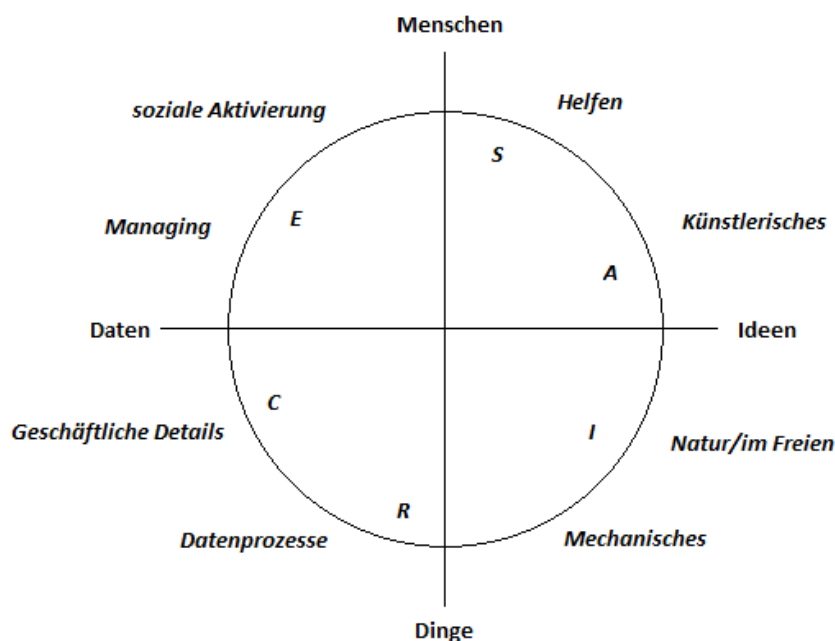 Menschen
soziale Aktivierung
Helfen
S
Managing
E
Künstlerisches
A
Daten
Ideen
C
Geschäftliche Details
I
Natur/im Freien
R
Datenprozesse
Mechanisches
Dinge